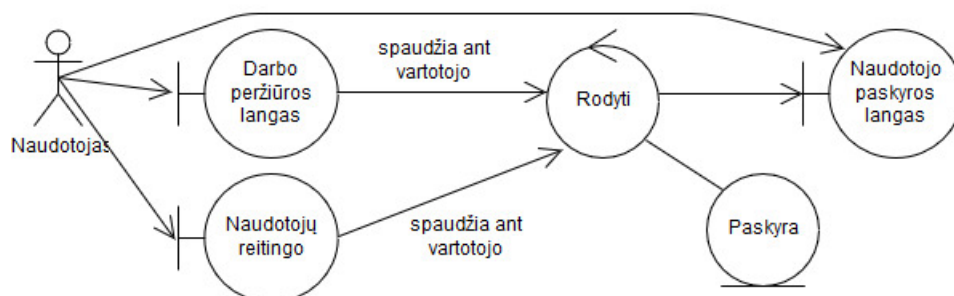 Naudotojas
Darbo
peržiūros
langas
spaudžia ant
vartotojo
Rodyti
Naudotojo
paskyros
langas
Naudotojų
reitingo
spaudžia ant
vartotojo
Paskyra